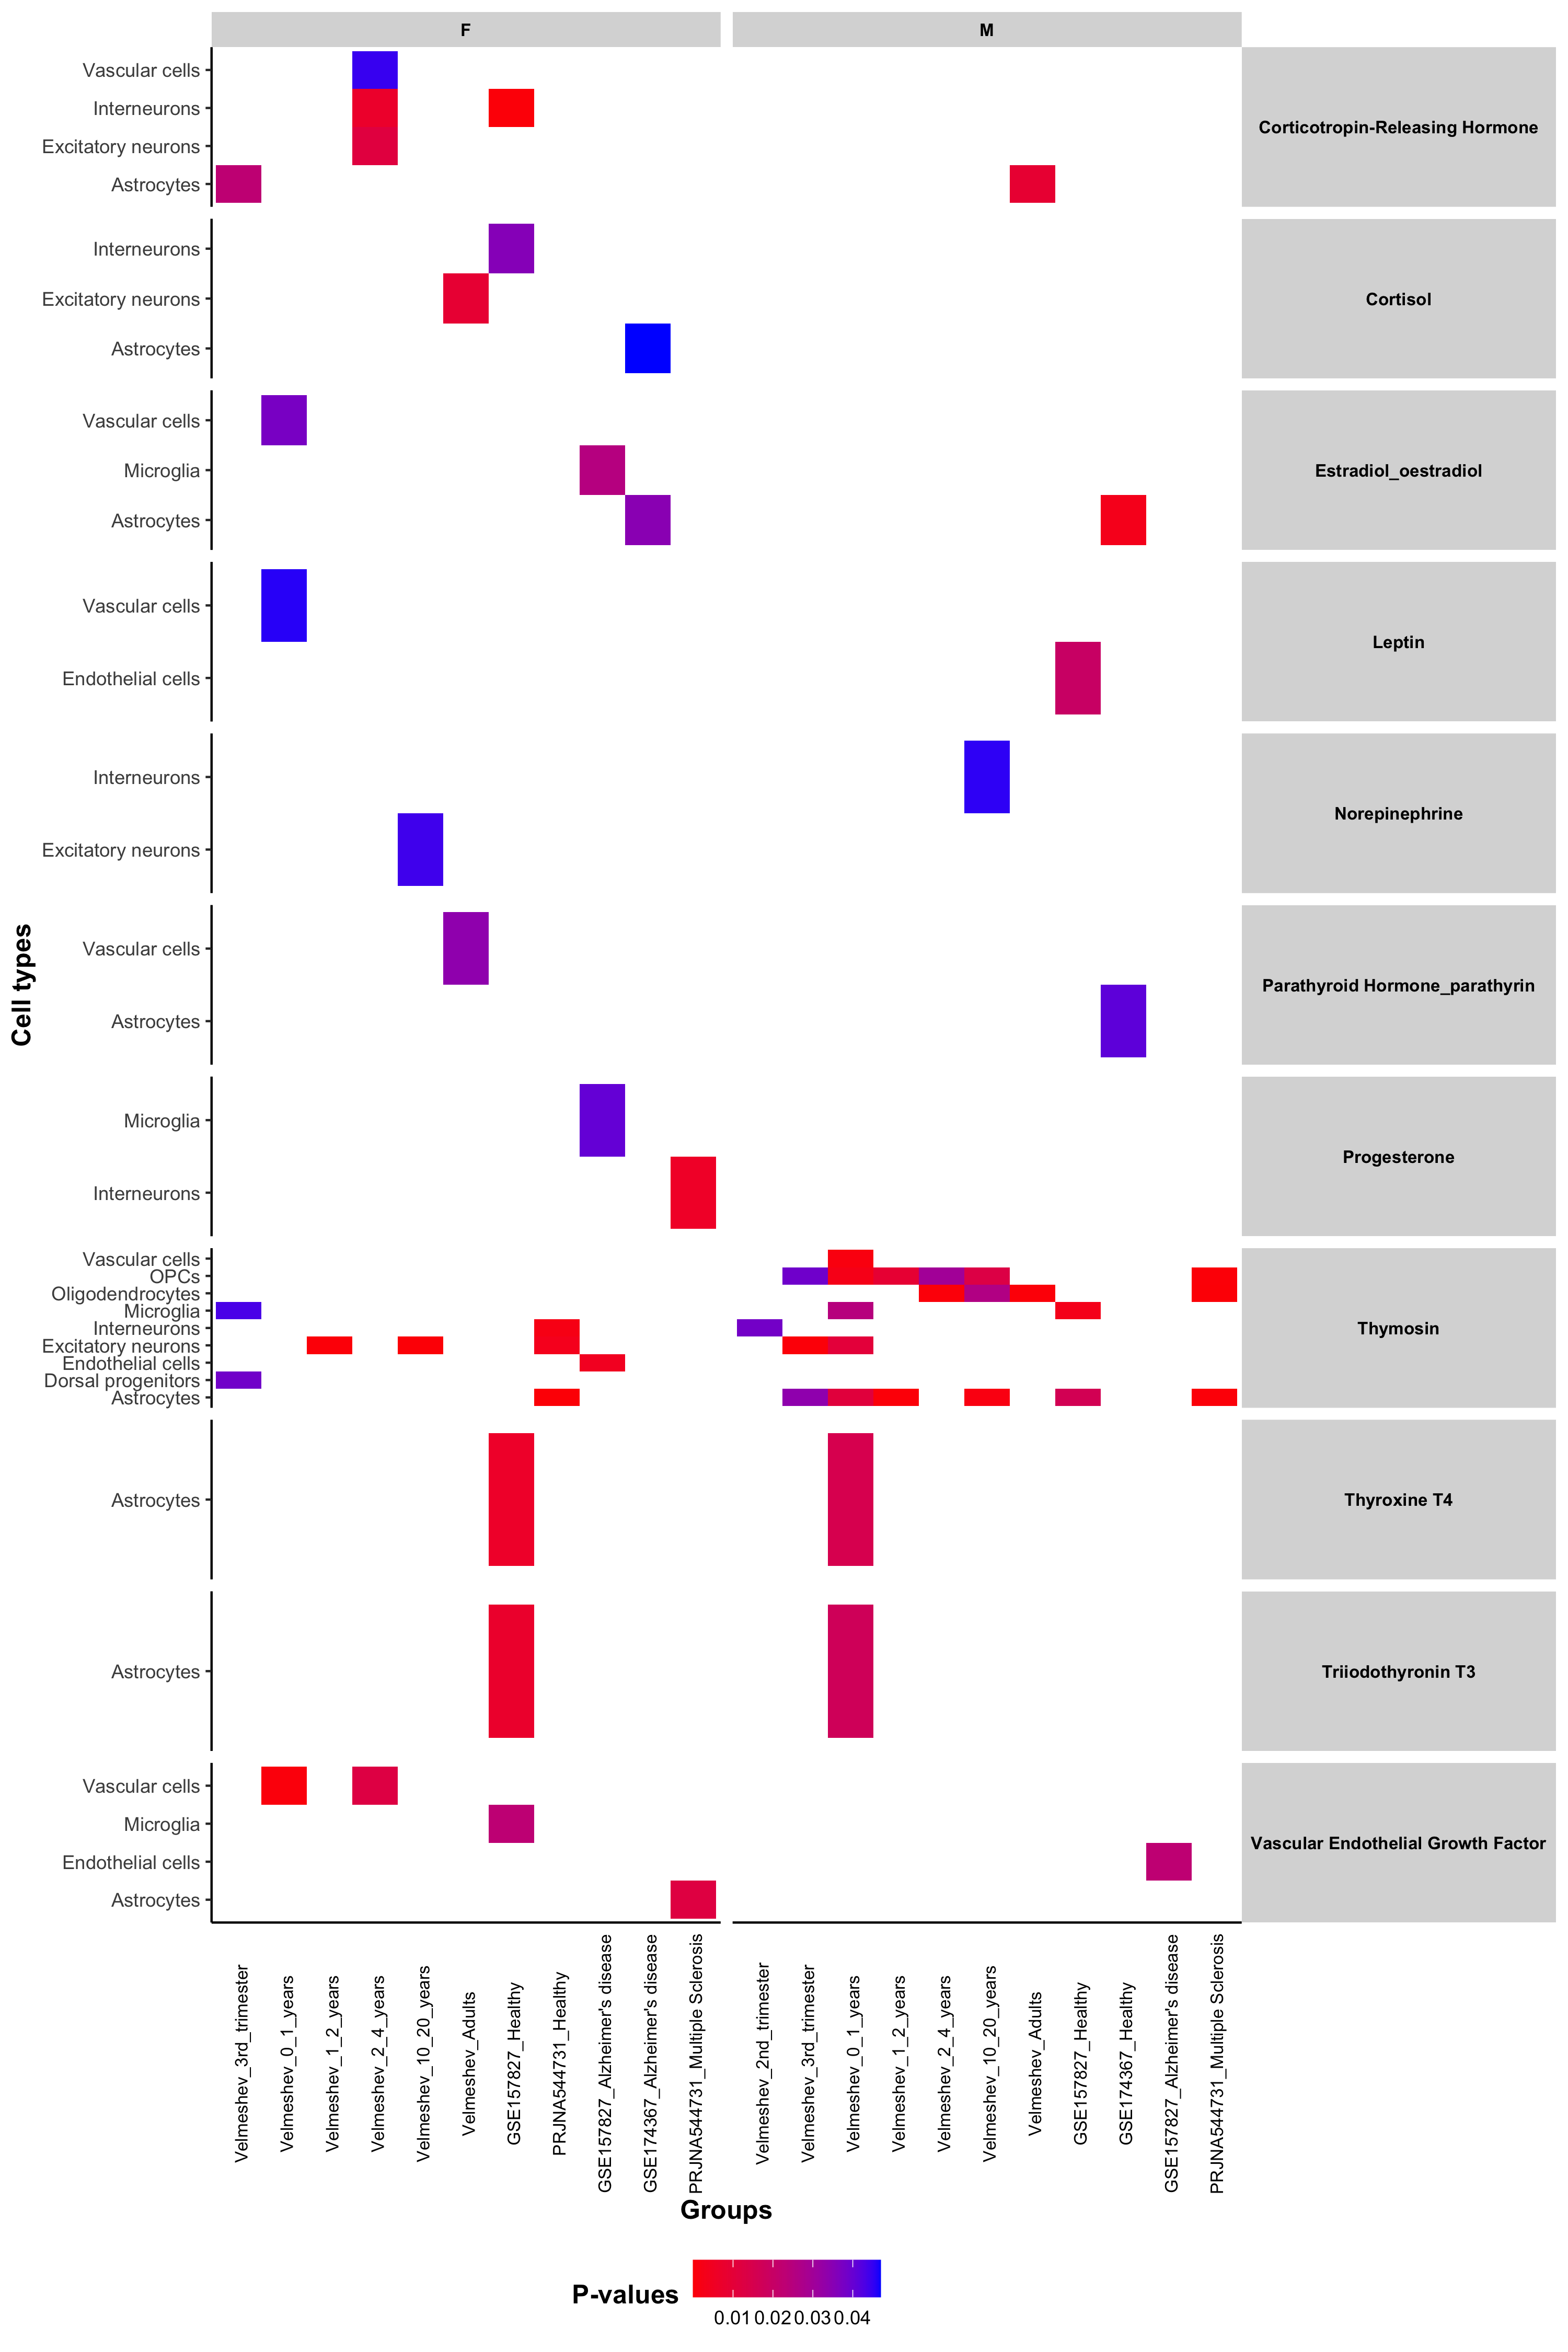 F
M
Vascular cells
Interneurons
Excitatory neurons
Astrocytes
Corticotropin-Releasing Hormone
Interneurons
Excitatory neurons
Astrocytes
Cortisol
Vascular cells
Microglia
Astrocytes
Estradiol_oestradiol
Vascular cells
Endothelial cells
Leptin
Interneurons
Excitatory neurons
Norepinephrine
Vascular cells
Astrocytes
Parathyroid Hormone_parathyrin
Microglia
Interneurons
Progesterone
Vascular cells
OPCs
Oligodendrocytes
Microglia
Interneurons
Excitatory neurons
Endothelial cells
Dorsal progenitors
Astrocytes
Thymosin
Astrocytes
Thyroxine T4
Astrocytes
Triiodothyronin T3
Vascular cells
Microglia
Endothelial cells
Astrocytes
Vascular Endothelial Growth Factor
Cell types
Velmeshev_3rd_trimester
Velmeshev_0_1_years
Velmeshev_1_2_years
Velmeshev_2_4_years
Velmeshev_10_20_years
Velmeshev_Adults
GSE157827_Healthy
PRJNA544731_Healthy
GSE157827_Alzheimer's disease
GSE174367_Alzheimer's disease
PRJNA544731_Multiple Sclerosis
Velmeshev_2nd_trimester
Velmeshev_3rd_trimester
Velmeshev_0_1_years
Velmeshev_1_2_years
Velmeshev_2_4_years
Velmeshev_10_20_years
Velmeshev_Adults
GSE157827_Healthy
GSE174367_Healthy
GSE157827_Alzheimer's disease
PRJNA544731_Multiple Sclerosis
Groups
P-values
0.01 0.02 0.03 0.04